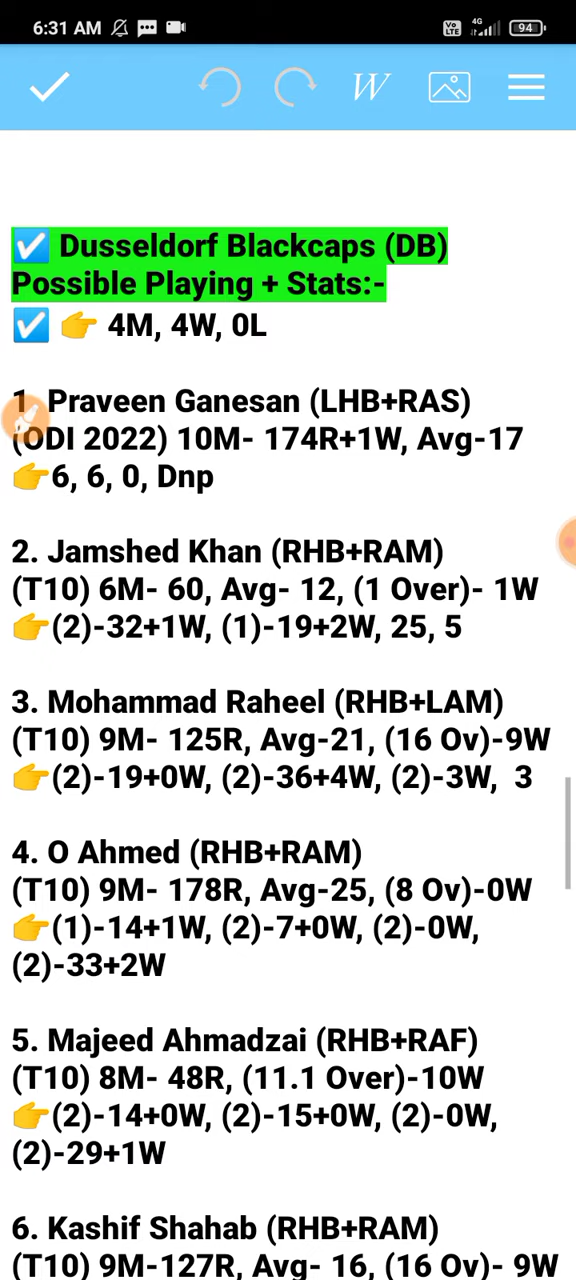 6:31 AM
Vo LTE 4G 94
W
✅ Dusseldorf Blackcaps (DB)
Possible Playing + Stats:-
✅ 👉 4M, 4W, 0L
1. Praveen Ganesan (LHB+RAS)
(ODI 2022) 10M- 174R+1W, Avg-17
👉6, 6, 0, Dnp
2. Jamshed Khan (RHB+RAM)
(T10) 6M- 60, Avg- 12, (1 Over)- 1W
👉(2)-32+1W, (1)-19+2W, 25, 5
3. Mohammad Raheel (RHB+LAM)
(T10) 9M- 125R, Avg-21, (16 Ov)-9W
👉(2)-19+0W, (2)-36+4W, (2)-3W,  3
4. O Ahmed (RHB+RAM)
(T10) 9M- 178R, Avg-25, (8 Ov)-0W
👉(1)-14+1W, (2)-7+0W, (2)-0W,
(2)-33+2W
5. Majeed Ahmadzai (RHB+RAF)
(T10) 8M- 48R, (11.1 Over)-10W
👉(2)-14+0W, (2)-15+0W, (2)-0W,
(2)-29+1W
6. Kashif Shahab (RHB+RAM)
(T10) 9M-127R, Avg- 16, (16 Ov)- 9W